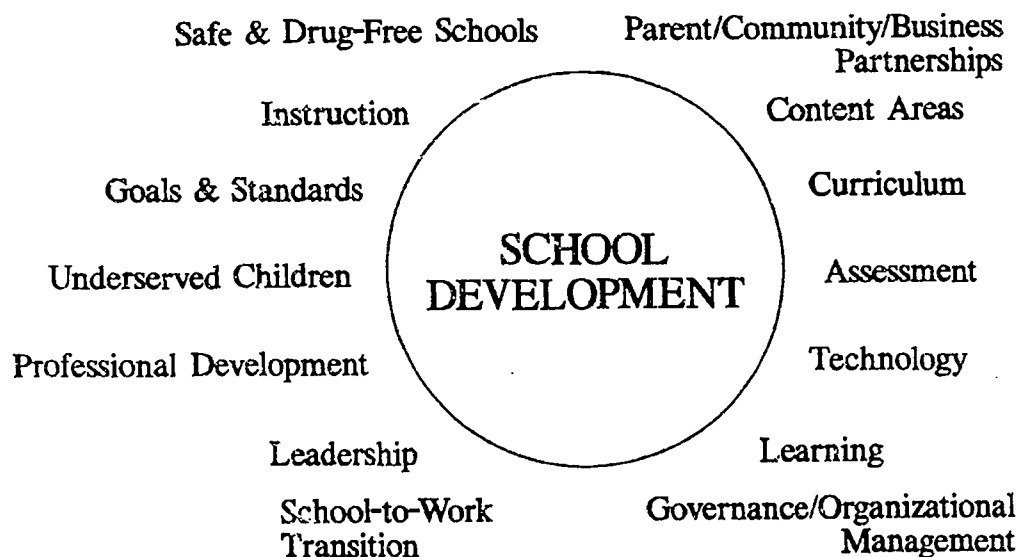 Safe & Drug-Free Schools
Parent/Community/Business
Partnerships
Instruction
Content Areas
Goals & Standards
Curriculum
SCHOOL
DEVELOPMENT
Underserved Children
Assessment
Professional Development
Technology
Leadership
Learning
School-to-Work
Transition
Governance/Organizational
Management